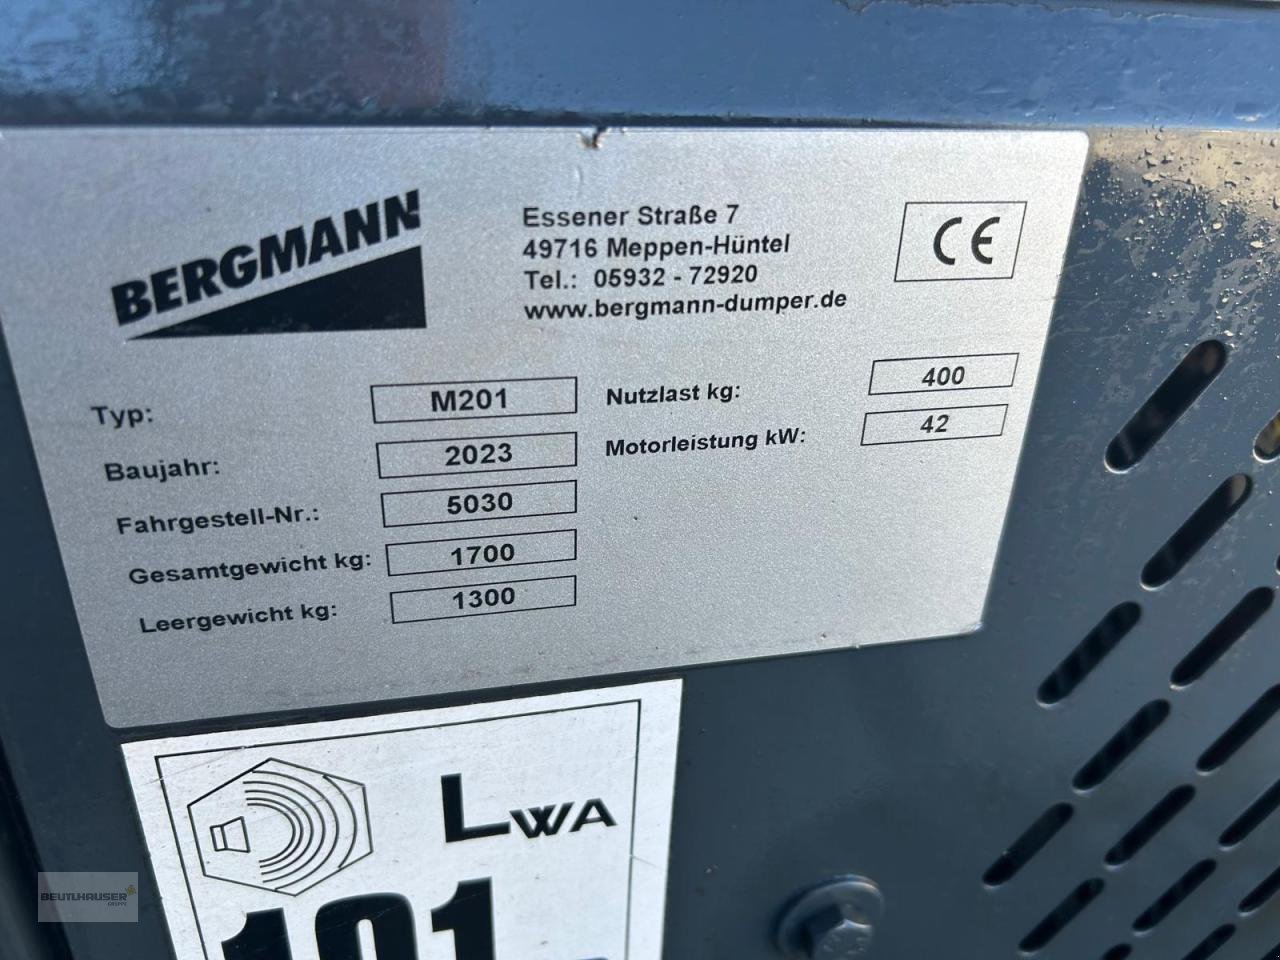 BERGMANN
Essener Straße 7
49716 Meppen-Hüntel
Tel.: 05932 - 72920
www.bergmann-dumper.de
CE
Typ: M201
Baujahr: 2023
Fahrgestell-Nr.: 5030
Gesamtgewicht kg: 1700
Leergewicht kg: 1300
Nutzlast kg: 400
Motorleistung kW: 42
LWA
101
BEUTLHAUSER
GRUPPE